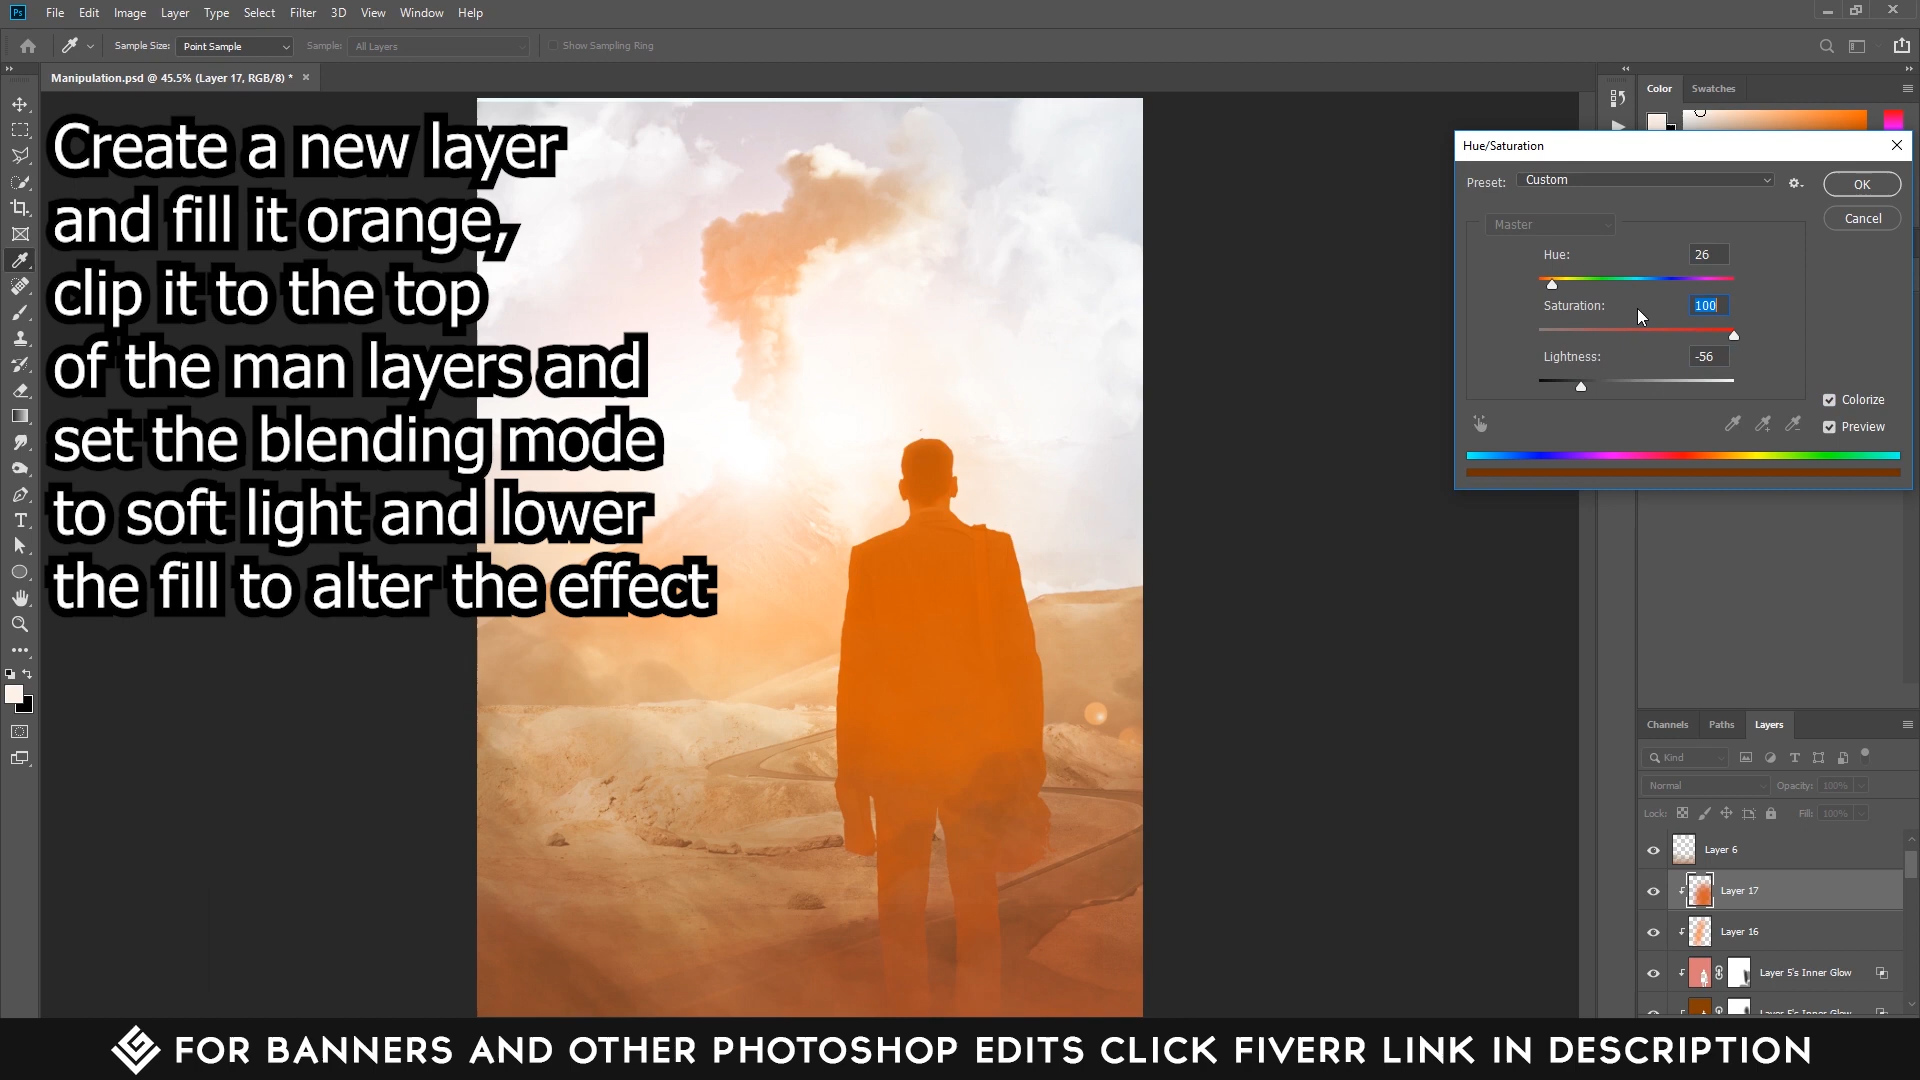 Ps File Edit Image Layer Type Select Filter 3D View Window Help
Sample Size: Point Sample Sample: All Layers Show Sampling Ring
Manipulation.psd @ 45.5% (Layer 17, RGB/8) * ×
Color Swatches
Create a new layer
and fill it orange,
clip it to the top
of the man layers and
set the blending mode
to soft light and lower
the fill to alter the effect
Hue/Saturation
Preset: Custom
OK
Master
Cancel
Hue: 26
Saturation: 100
Lightness: -56
Colorize
Preview
Channels Paths Layers
Kind
Normal Opacity: 100%
Lock: Fill: 100%
Layer 6
Layer 17
Layer 16
Layer 5's Inner Glow
Layer 5's Inner Glow
FOR BANNERS AND OTHER PHOTOSHOP EDITS CLICK FIVERR LINK IN DESCRIPTION